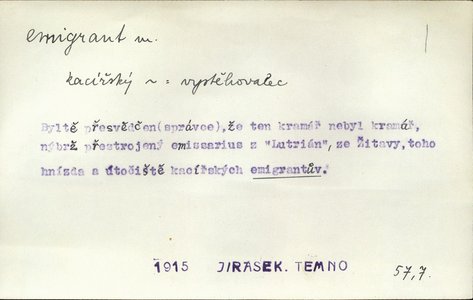 emigrant m.
kacířský ~ = vystěhovalec
Byltě přesvědčen(správce),že ten kramář nebyl kramář,
nýbrž přestrojený emissarius z "Lutrián", ze Žitavy,toho
hnízda a útočiště kacířských emigrantův.
1915 JIRASEK. TEMNO 57,7.